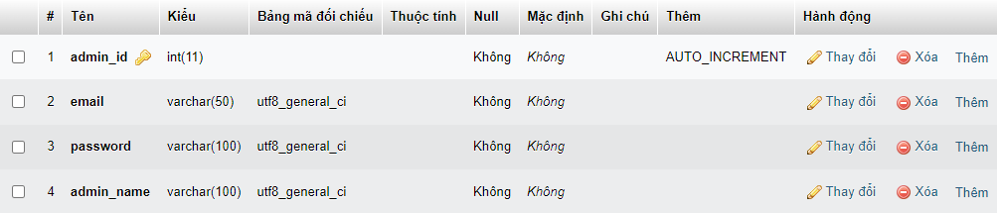 # Tên Kiểu Bảng mã đối chiếu Thuộc tính Null Mặc định Ghi chú Thêm Hành động
1 admin_id int(11) Không Không AUTO_INCREMENT Thay đổi Xóa Thêm
2 email varchar(50) utf8_general_ci Không Không Thay đổi Xóa Thêm
3 password varchar(100) utf8_general_ci Không Không Thay đổi Xóa Thêm
4 admin_name varchar(100) utf8_general_ci Không Không Thay đổi Xóa Thêm